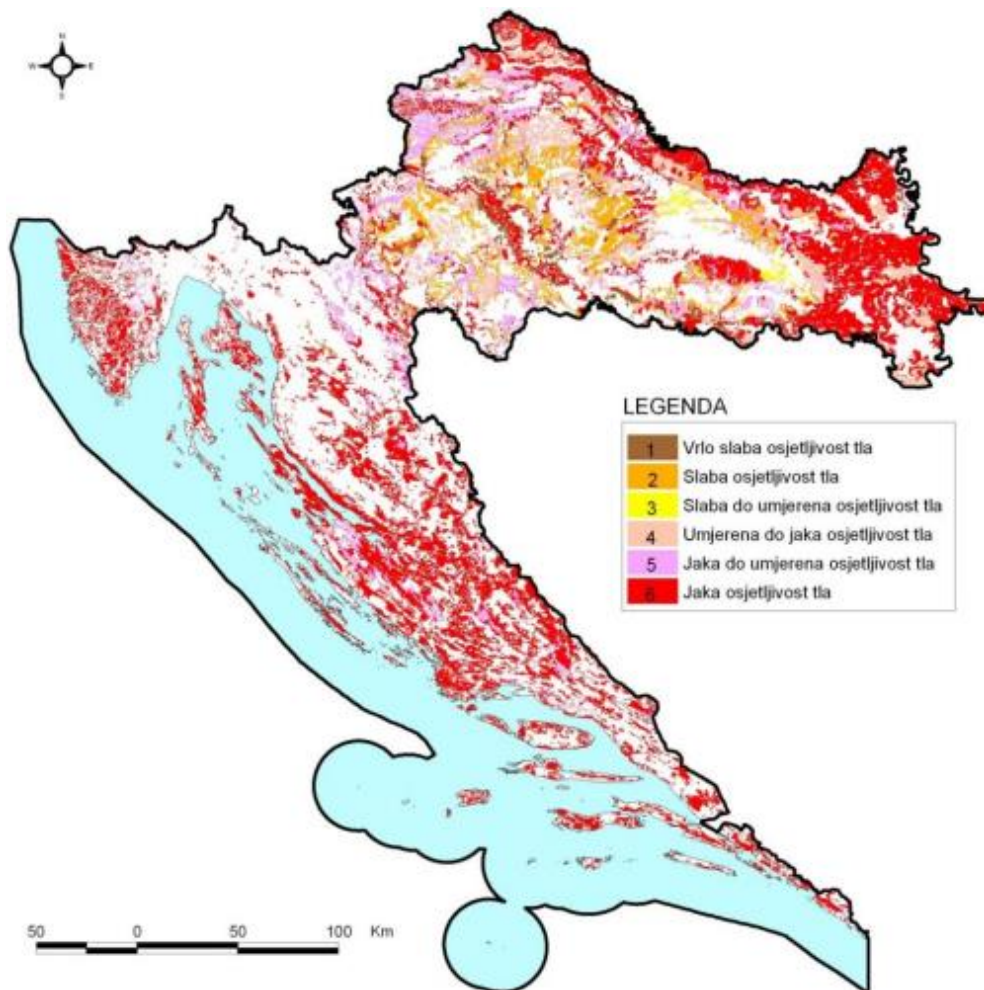 N
W E
S
LEGENDA
1 Vrlo slaba osjetljivost tla
2 Slaba osjetljivost tla
3 Slaba do umjerena osjetljivost tla
4 Umjerena do jaka osjetljivost tla
5 Jaka do umjerena osjetljivost tla
6 Jaka osjetljivost tla
50 0 50 100 Km